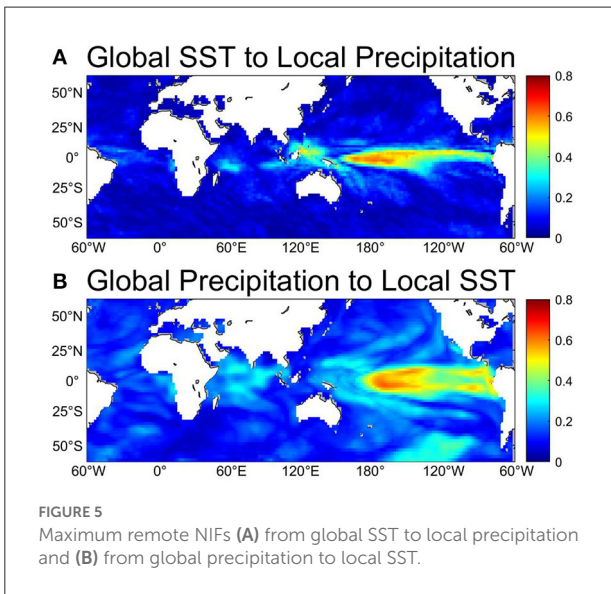 A Global SST to Local Precipitation
50°N
25°N
0°
25°S
50°S
60°W 0° 60°E 120°E 180° 120°W 60°W
0.8
0.6
0.4
0.2
0
B Global Precipitation to Local SST
50°N
25°N
0°
25°S
50°S
60°W 0° 60°E 120°E 180° 120°W 60°W
0.8
0.6
0.4
0.2
0
FIGURE 5
Maximum remote NIFs (A) from global SST to local precipitation
and (B) from global precipitation to local SST.